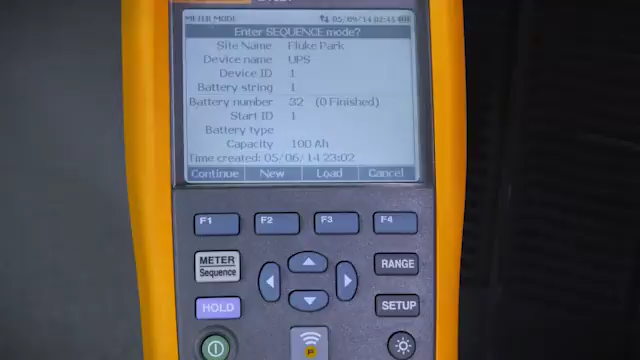 METER MODE 05/09/14 02:45
Enter SEQUENCE mode?
Site Name Fluke Park
Device name UPS
Device ID 1
Battery string 1
Battery number 32 (0 Finished)
Start ID 1
Battery type
Capacity 100 Ah
Time created: 05/06/14 23:02
Continue New Load Cancel
F1 F2 F3 F4
METER
Sequence
RANGE
HOLD
SETUP
F